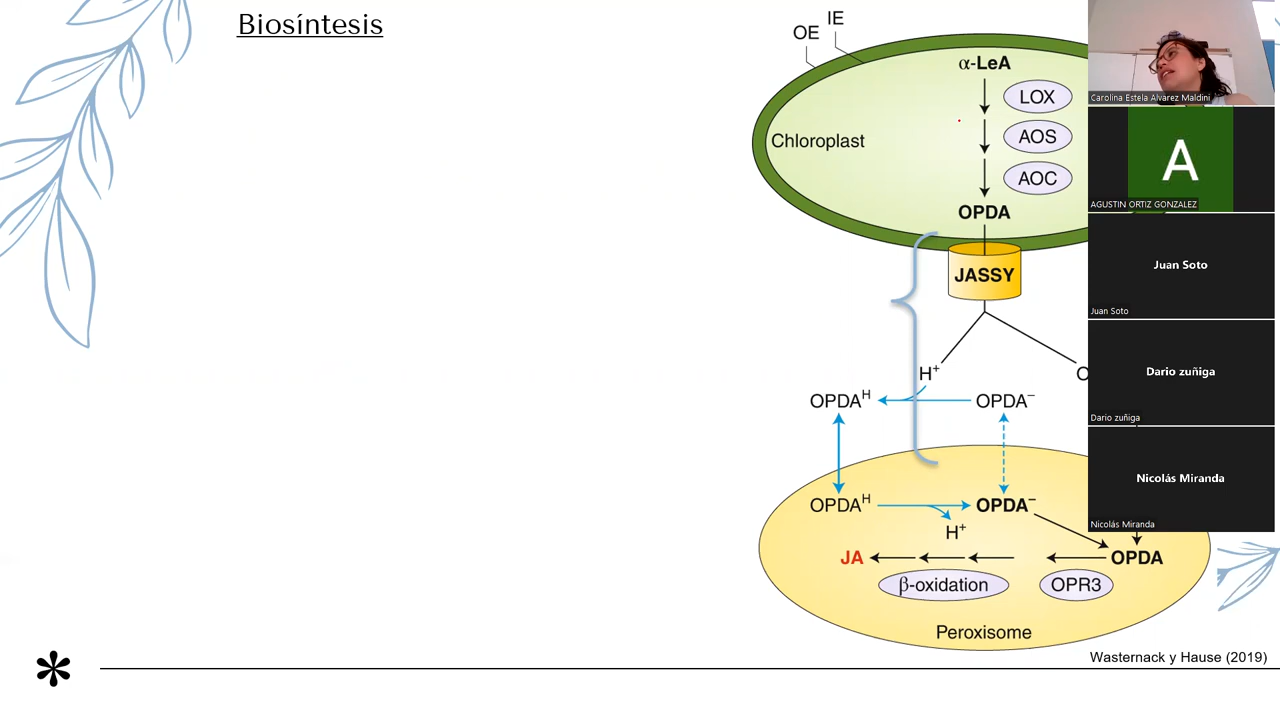 Biosíntesis
OE
IE
α-LeA
LOX
Chloroplast
AOS
AOC
OPDA
JASSY
H⁺
O
OPDAᴴ
OPDA⁻
OPDAᴴ
OPDA⁻
H⁺
JA
OPDA
β-oxidation
OPR3
Peroxisome
Wasternack y Hause (2019)
*
Carolina Estela Alvarez Maldini
A
AGUSTIN ORTIZ GONZALEZ
Juan Soto
Juan Soto
Dario zuñiga
Dario zuñiga
Nicolás Miranda
Nicolás Miranda